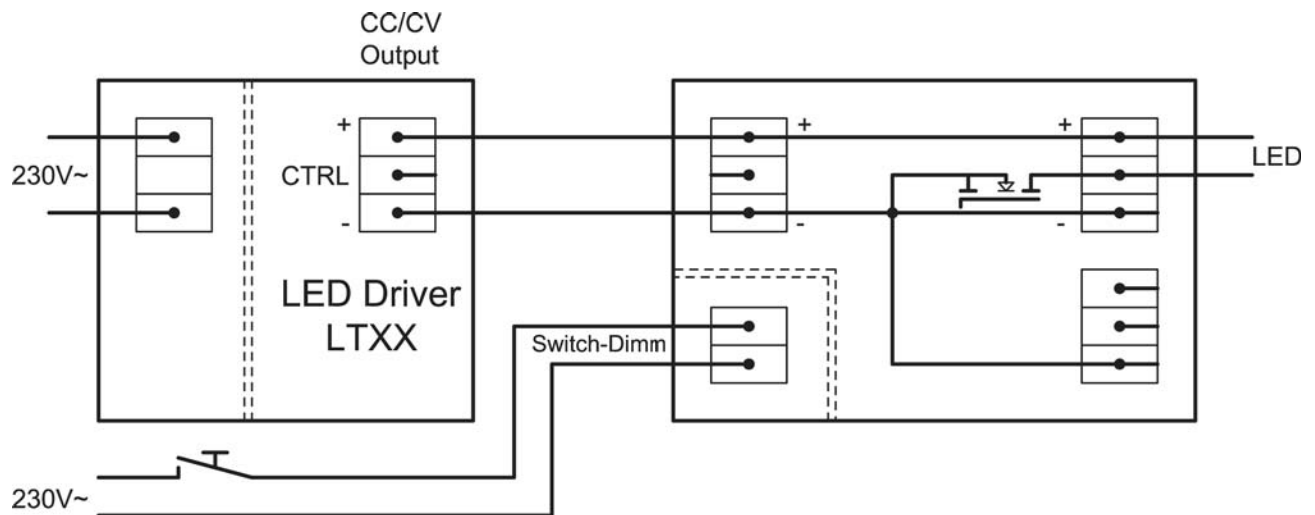 CC/CV
Output
+
+
+
230V~
CTRL
LED
-
-
-
LED Driver
LTXX
Switch-Dimm
230V~